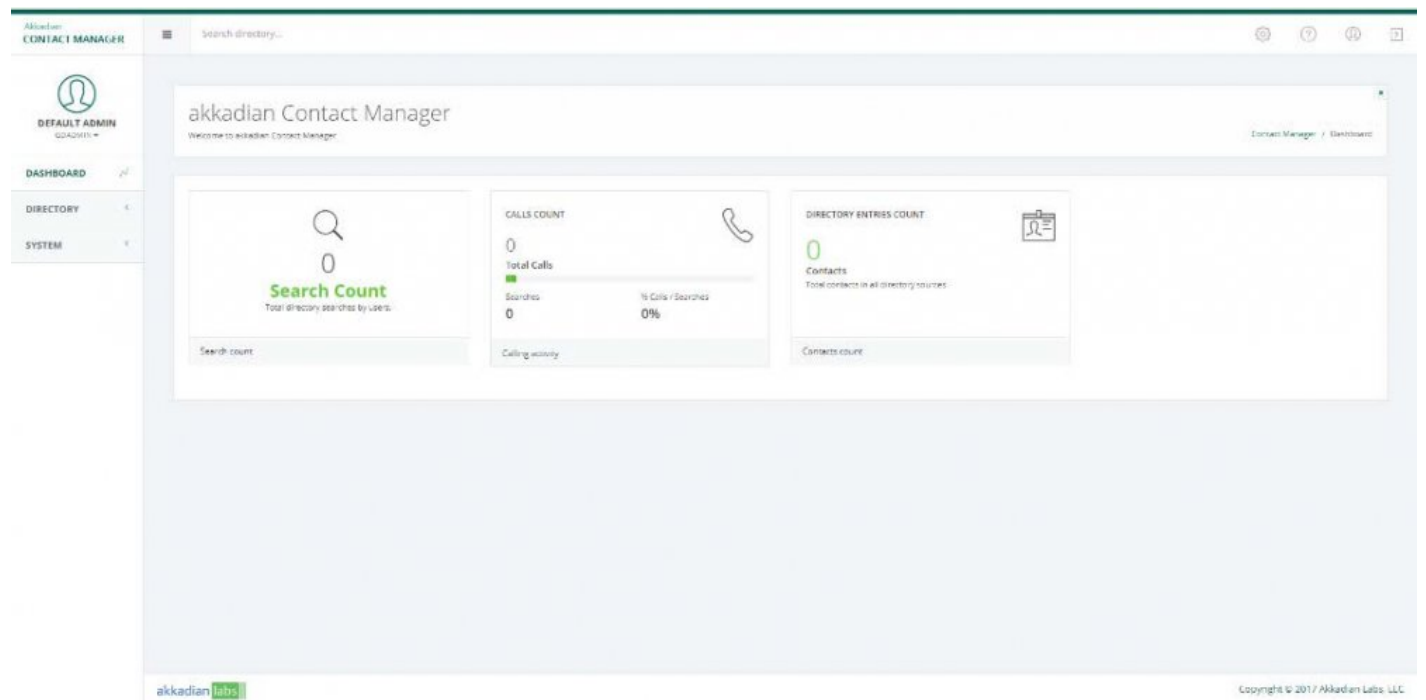 Akkadian
CONTACT MANAGER
Search directory...
DEFAULT ADMIN
DASHBOARD
DIRECTORY
SYSTEM
akkadian Contact Manager
Welcome to akkadian Contact Manager
Contact Manager / Dashboard
0
Search Count
Total directory searches by users.
Search count
CALLS COUNT
0
Total Calls
Searches
% Calls / Searches
0
0%
Calling activity
DIRECTORY ENTRIES COUNT
0
Contacts
Total contacts in all directory sources
Contacts count
akkadian labs
Copyright © 2017 Akkadian Labs, LLC